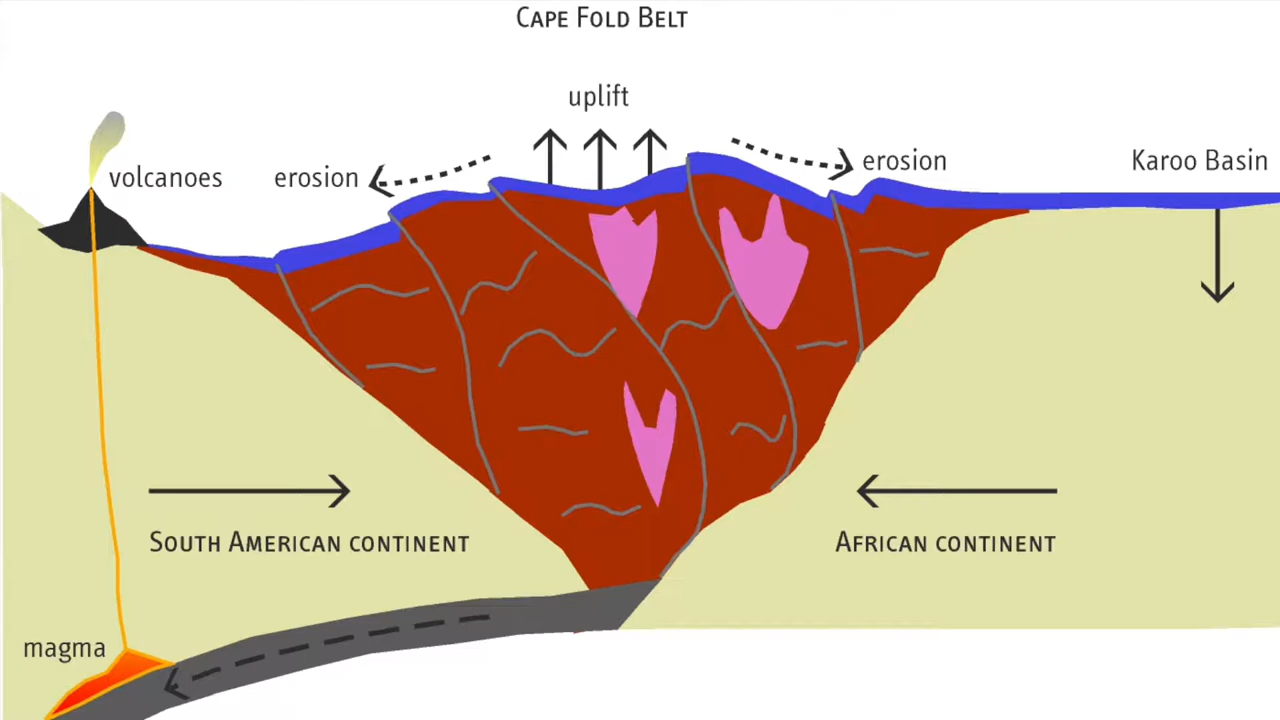 CAPE FOLD BELT
uplift
volcanoes
erosion
erosion
Karoo Basin
SOUTH AMERICAN CONTINENT
AFRICAN CONTINENT
magma